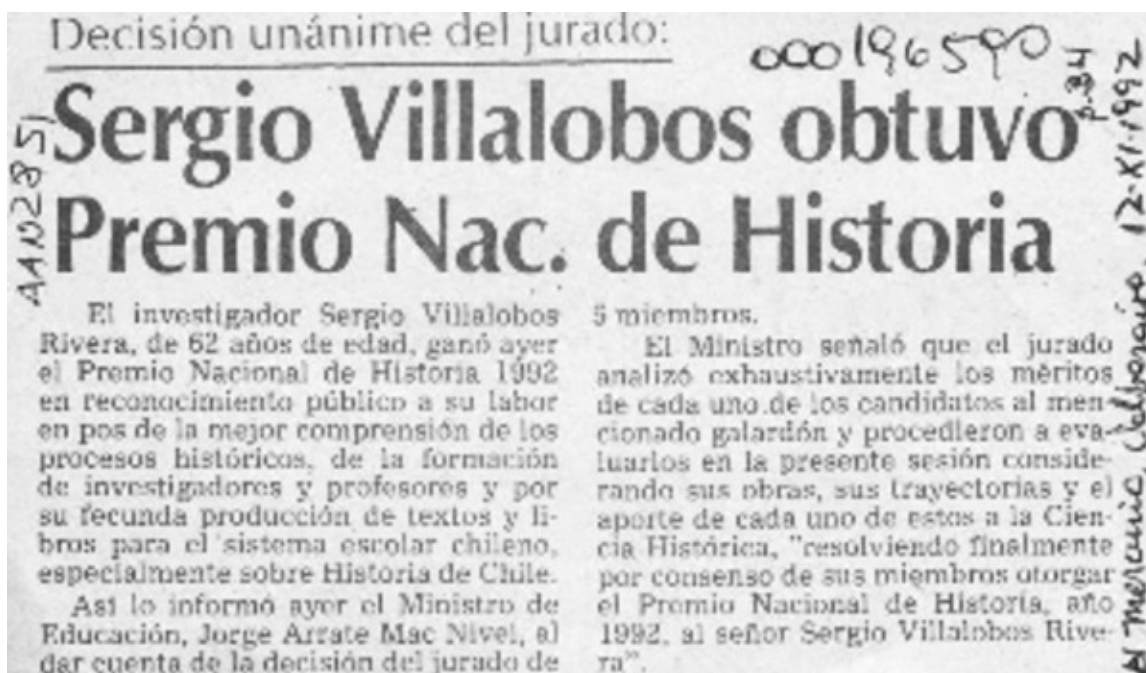 Decisión unánime del jurado:
000196590
Sergio Villalobos obtuvo
Premio Nac. de Historia
El investigador Sergio Villalobos
Rivera, de 62 años de edad, ganó ayer
el Premio Nacional de Historia 1992
en reconocimiento público a su labor
en pos de la mejor comprensión de los
procesos históricos, de la formación
de investigadores y profesores y por
su fecunda producción de textos y li-
bros para el sistema escolar chileno,
especialmente sobre Historia de Chile.
Así lo informó ayer el Ministro de
Educación, Jorge Arrate Mac Nivel, al
dar cuenta de la decisión del jurado de
5 miembros.
El Ministro señaló que el jurado
analizó exhaustivamente los méritos
de cada uno de los candidatos al men-
cionado galardón y procedieron a eva-
luarlos en la presente sesión conside-
rando sus obras, sus trayectorias y el
aporte de cada uno de estos a la Cien-
cia Histórica, "resolviendo finalmente
por consenso de sus miembros otorgar
el Premio Nacional de Historia, año
1992, al señor Sergio Villalobos Rive-
ra".
El Mercurio (Valparaíso, 12-XI-1992
p. 34